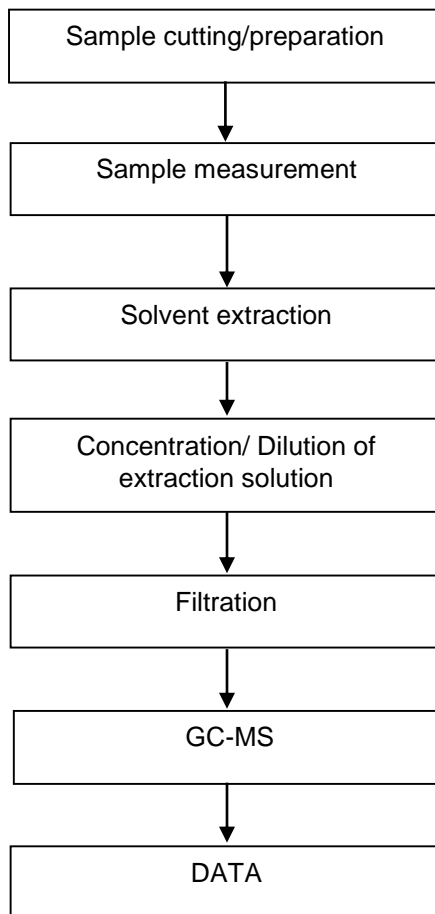 Sample cutting/preparation
Sample measurement
Solvent extraction
Concentration/ Dilution of
extraction solution
Filtration
GC-MS
DATA